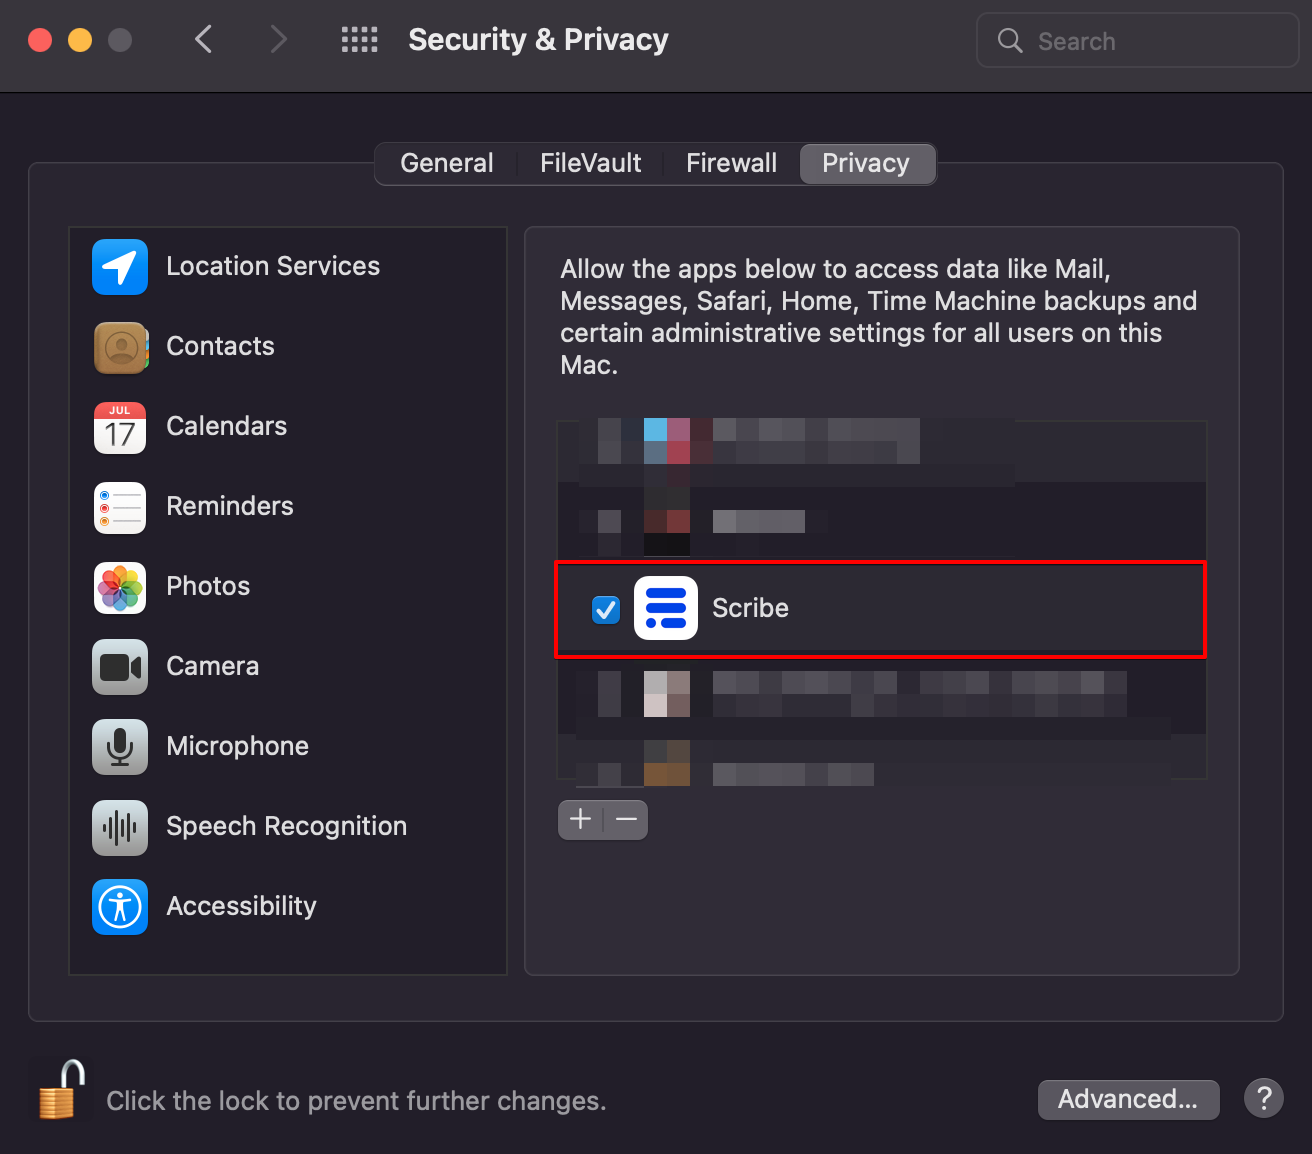 Security & Privacy
Search
General
FileVault
Firewall
Privacy
Location Services
Contacts
JUL
17
Calendars
Reminders
Photos
Camera
Microphone
Speech Recognition
Accessibility
Allow the apps below to access data like Mail,
Messages, Safari, Home, Time Machine backups and
certain administrative settings for all users on this
Mac.
Scribe
Click the lock to prevent further changes.
Advanced...
?